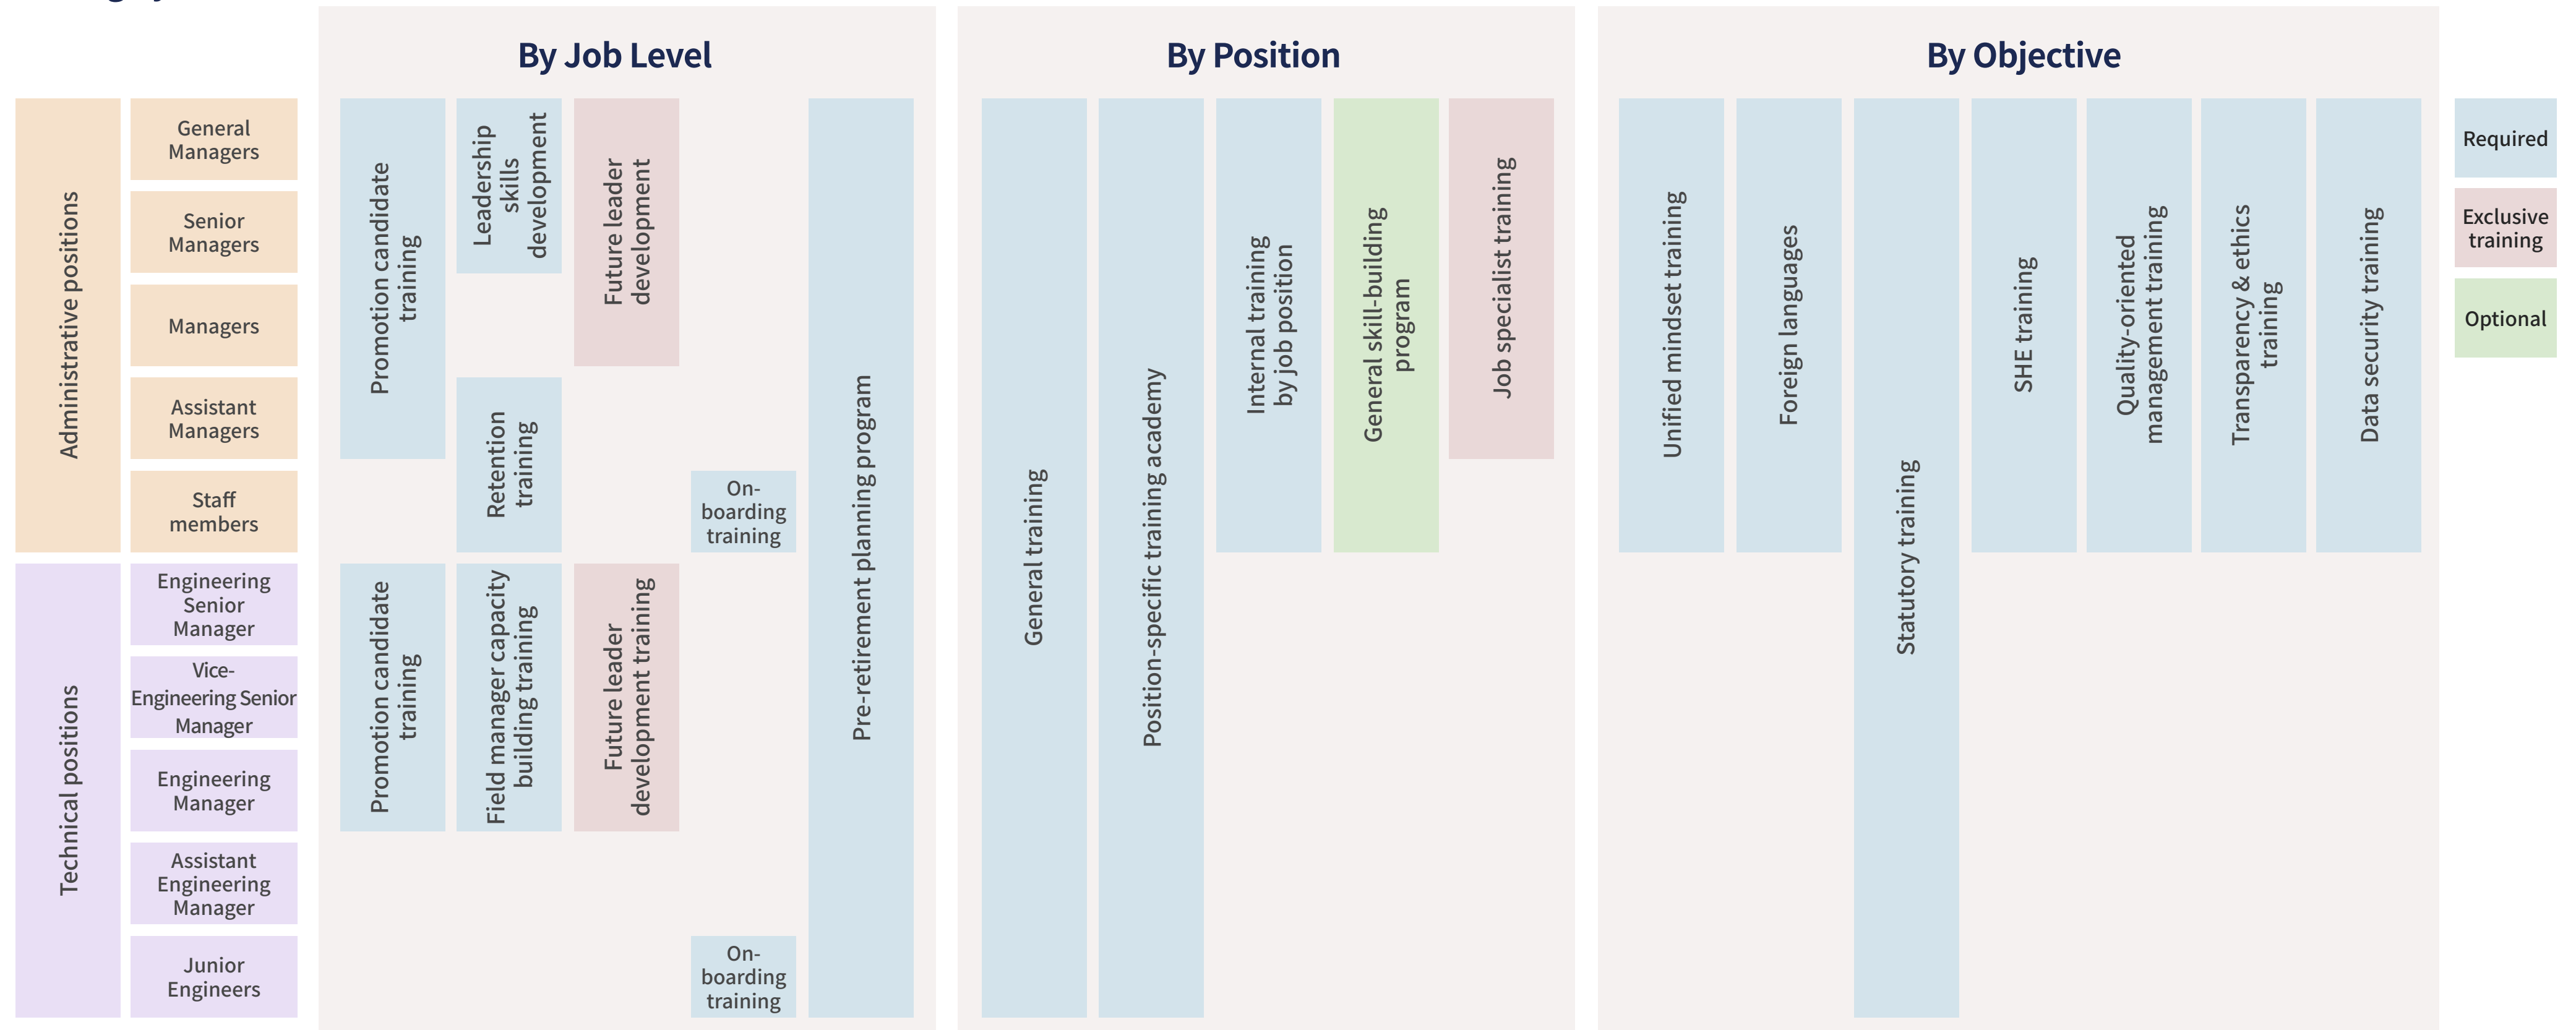 By Job Level
By Position
By Objective
Administrative positions
General
Managers
Senior
Managers
Managers
Assistant
Managers
Staff
members
Technical positions
Engineering
Senior
Manager
Vice-
Engineering Senior
Manager
Engineering
Manager
Assistant
Engineering
Manager
Junior
Engineers
Promotion candidate
training
Leadership
skills
development
Future leader
development
Retention
training
On-
boarding
training
Pre-retirement planning program
Promotion candidate
training
Field manager capacity
building training
Future leader
development training
On-
boarding
training
General training
Position-specific training academy
Internal training
by job position
General skill-building
program
Job specialist training
Unified mindset training
Foreign languages
Statutory training
SHE training
Quality-oriented
management training
Transparency & ethics
training
Data security training
Required
Exclusive
training
Optional